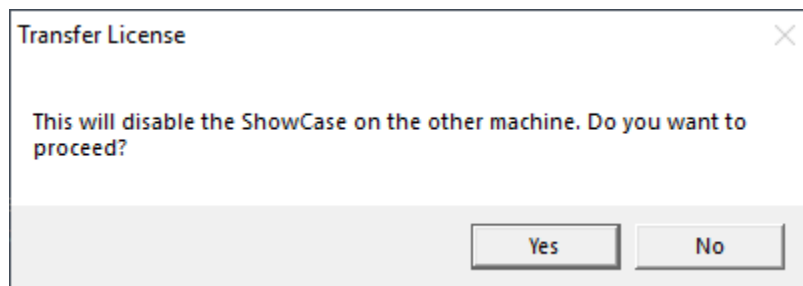 Transfer License
This will disable the ShowCase on the other machine. Do you want to
proceed?
Yes
No